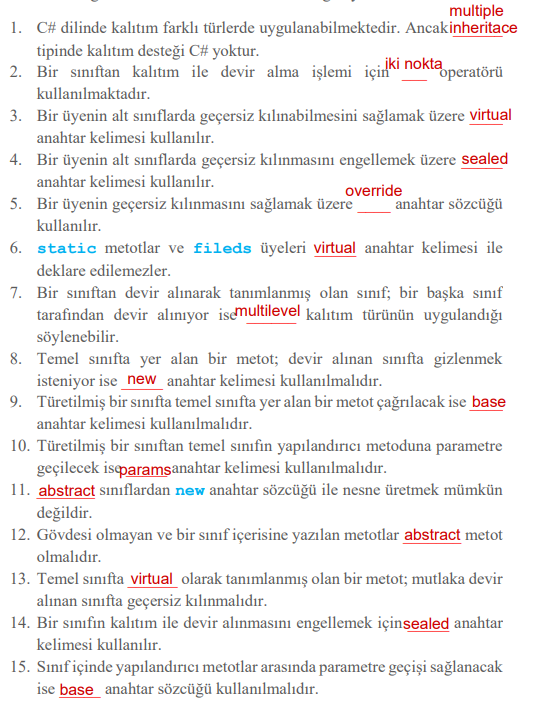 multiple
1. C# dilinde kalıtım farklı türlerde uygulanabilmektedir. Ancak inheritace
tipinde kalıtım desteği C# yoktur.
2. Bir sınıftan kalıtım ile devir alma işlemi için iki nokta operatörü
kullanılmaktadır.
3. Bir üyenin alt sınıflarda geçersiz kılınabilmesini sağlamak üzere virtual
anahtar kelimesi kullanılır.
4. Bir üyenin alt sınıflarda geçersiz kılınmasını engellemek üzere sealed
anahtar kelimesi kullanılır.
5. Bir üyenin geçersiz kılınmasını sağlamak üzere override anahtar sözcüğü
kullanılır.
6. static metotlar ve fileds üyeleri virtual anahtar kelimesi ile
deklare edilemezler.
7. Bir sınıftan devir alınarak tanımlanmış olan sınıf; bir başka sınıf
tarafından devir alınıyor ise multilevel kalıtım türünün uygulandığı
söylenebilir.
8. Temel sınıfta yer alan bir metot; devir alınan sınıfta gizlenmek
isteniyor ise new anahtar kelimesi kullanılmalıdır.
9. Türetilmiş bir sınıfta temel sınıfta yer alan bir metot çağrılacak ise base
anahtar kelimesi kullanılmalıdır.
10. Türetilmiş bir sınıftan temel sınıfın yapılandırıcı metoduna parametre
geçilecek ise params anahtar kelimesi kullanılmalıdır.
11. abstract sınıflardan new anahtar sözcüğü ile nesne üretmek mümkün
değildir.
12. Gövdesi olmayan ve bir sınıf içerisine yazılan metotlar abstract metot
olmalıdır.
13. Temel sınıfta virtual olarak tanımlanmış olan bir metot; mutlaka devir
alınan sınıfta geçersiz kılınmalıdır.
14. Bir sınıfın kalıtım ile devir alınmasını engellemek için sealed anahtar
kelimesi kullanılır.
15. Sınıf içinde yapılandırıcı metotlar arasında parametre geçişi sağlanacak
ise base anahtar sözcüğü kullanılmalıdır.